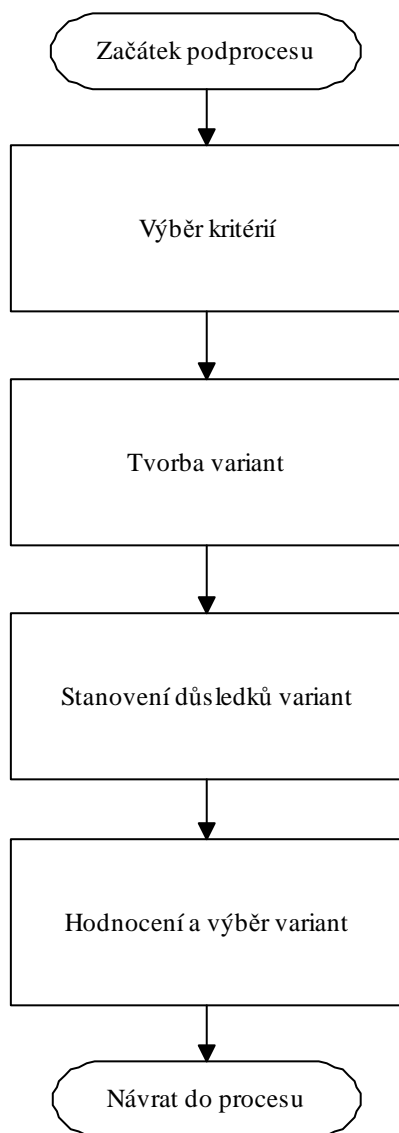 Začátek podprocesu
Výběr kritérií
Tvorba variant
Stanovení důsledků variant
Hodnocení a výběr variant
Návrat do procesu